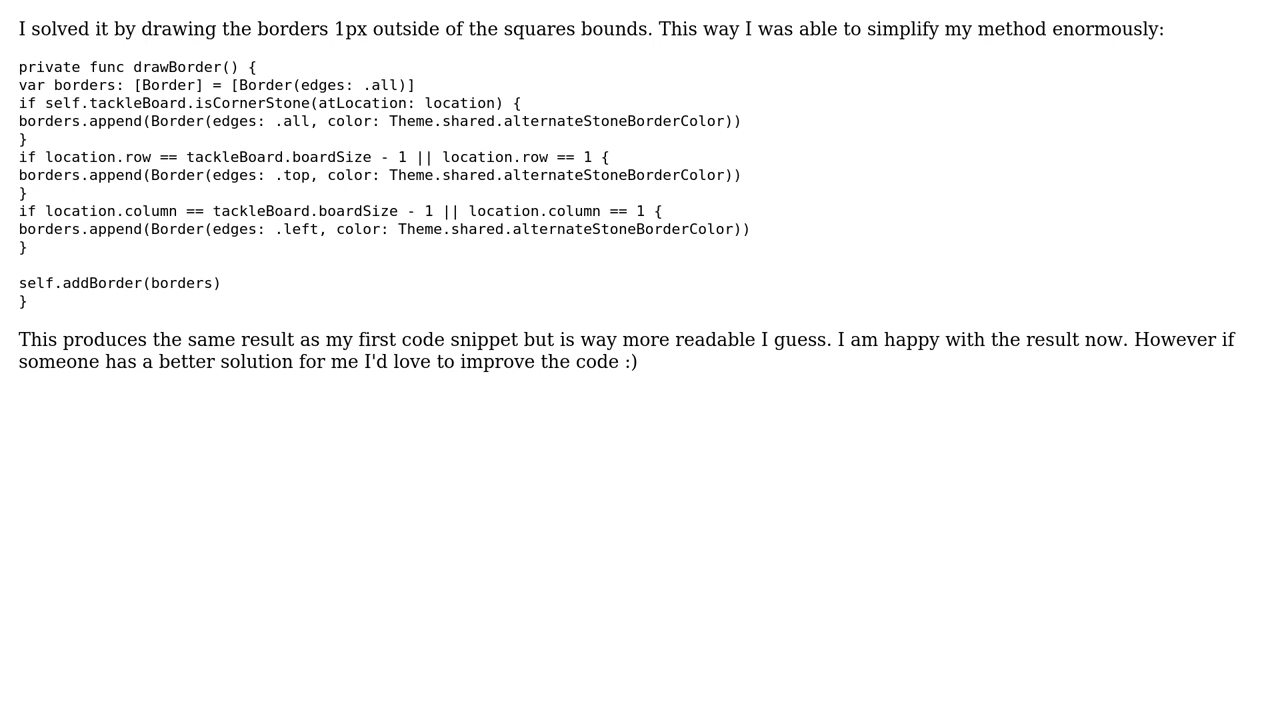 I solved it by drawing the borders 1px outside of the squares bounds. This way I was able to simplify my method enormously:
private func drawBorder() {
var borders: [Border] = [Border(edges: .all)]
if self.tackleBoard.isCornerStone(atLocation: location) {
borders.append(Border(edges: .all, color: Theme.shared.alternateStoneBorderColor))
}
if location.row == tackleBoard.boardSize - 1 || location.row == 1 {
borders.append(Border(edges: .top, color: Theme.shared.alternateStoneBorderColor))
}
if location.column == tackleBoard.boardSize - 1 || location.column == 1 {
borders.append(Border(edges: .left, color: Theme.shared.alternateStoneBorderColor))
}
self.addBorder(borders)
}
This produces the same result as my first code snippet but is way more readable I guess. I am happy with the result now. However if
someone has a better solution for me I'd love to improve the code :)